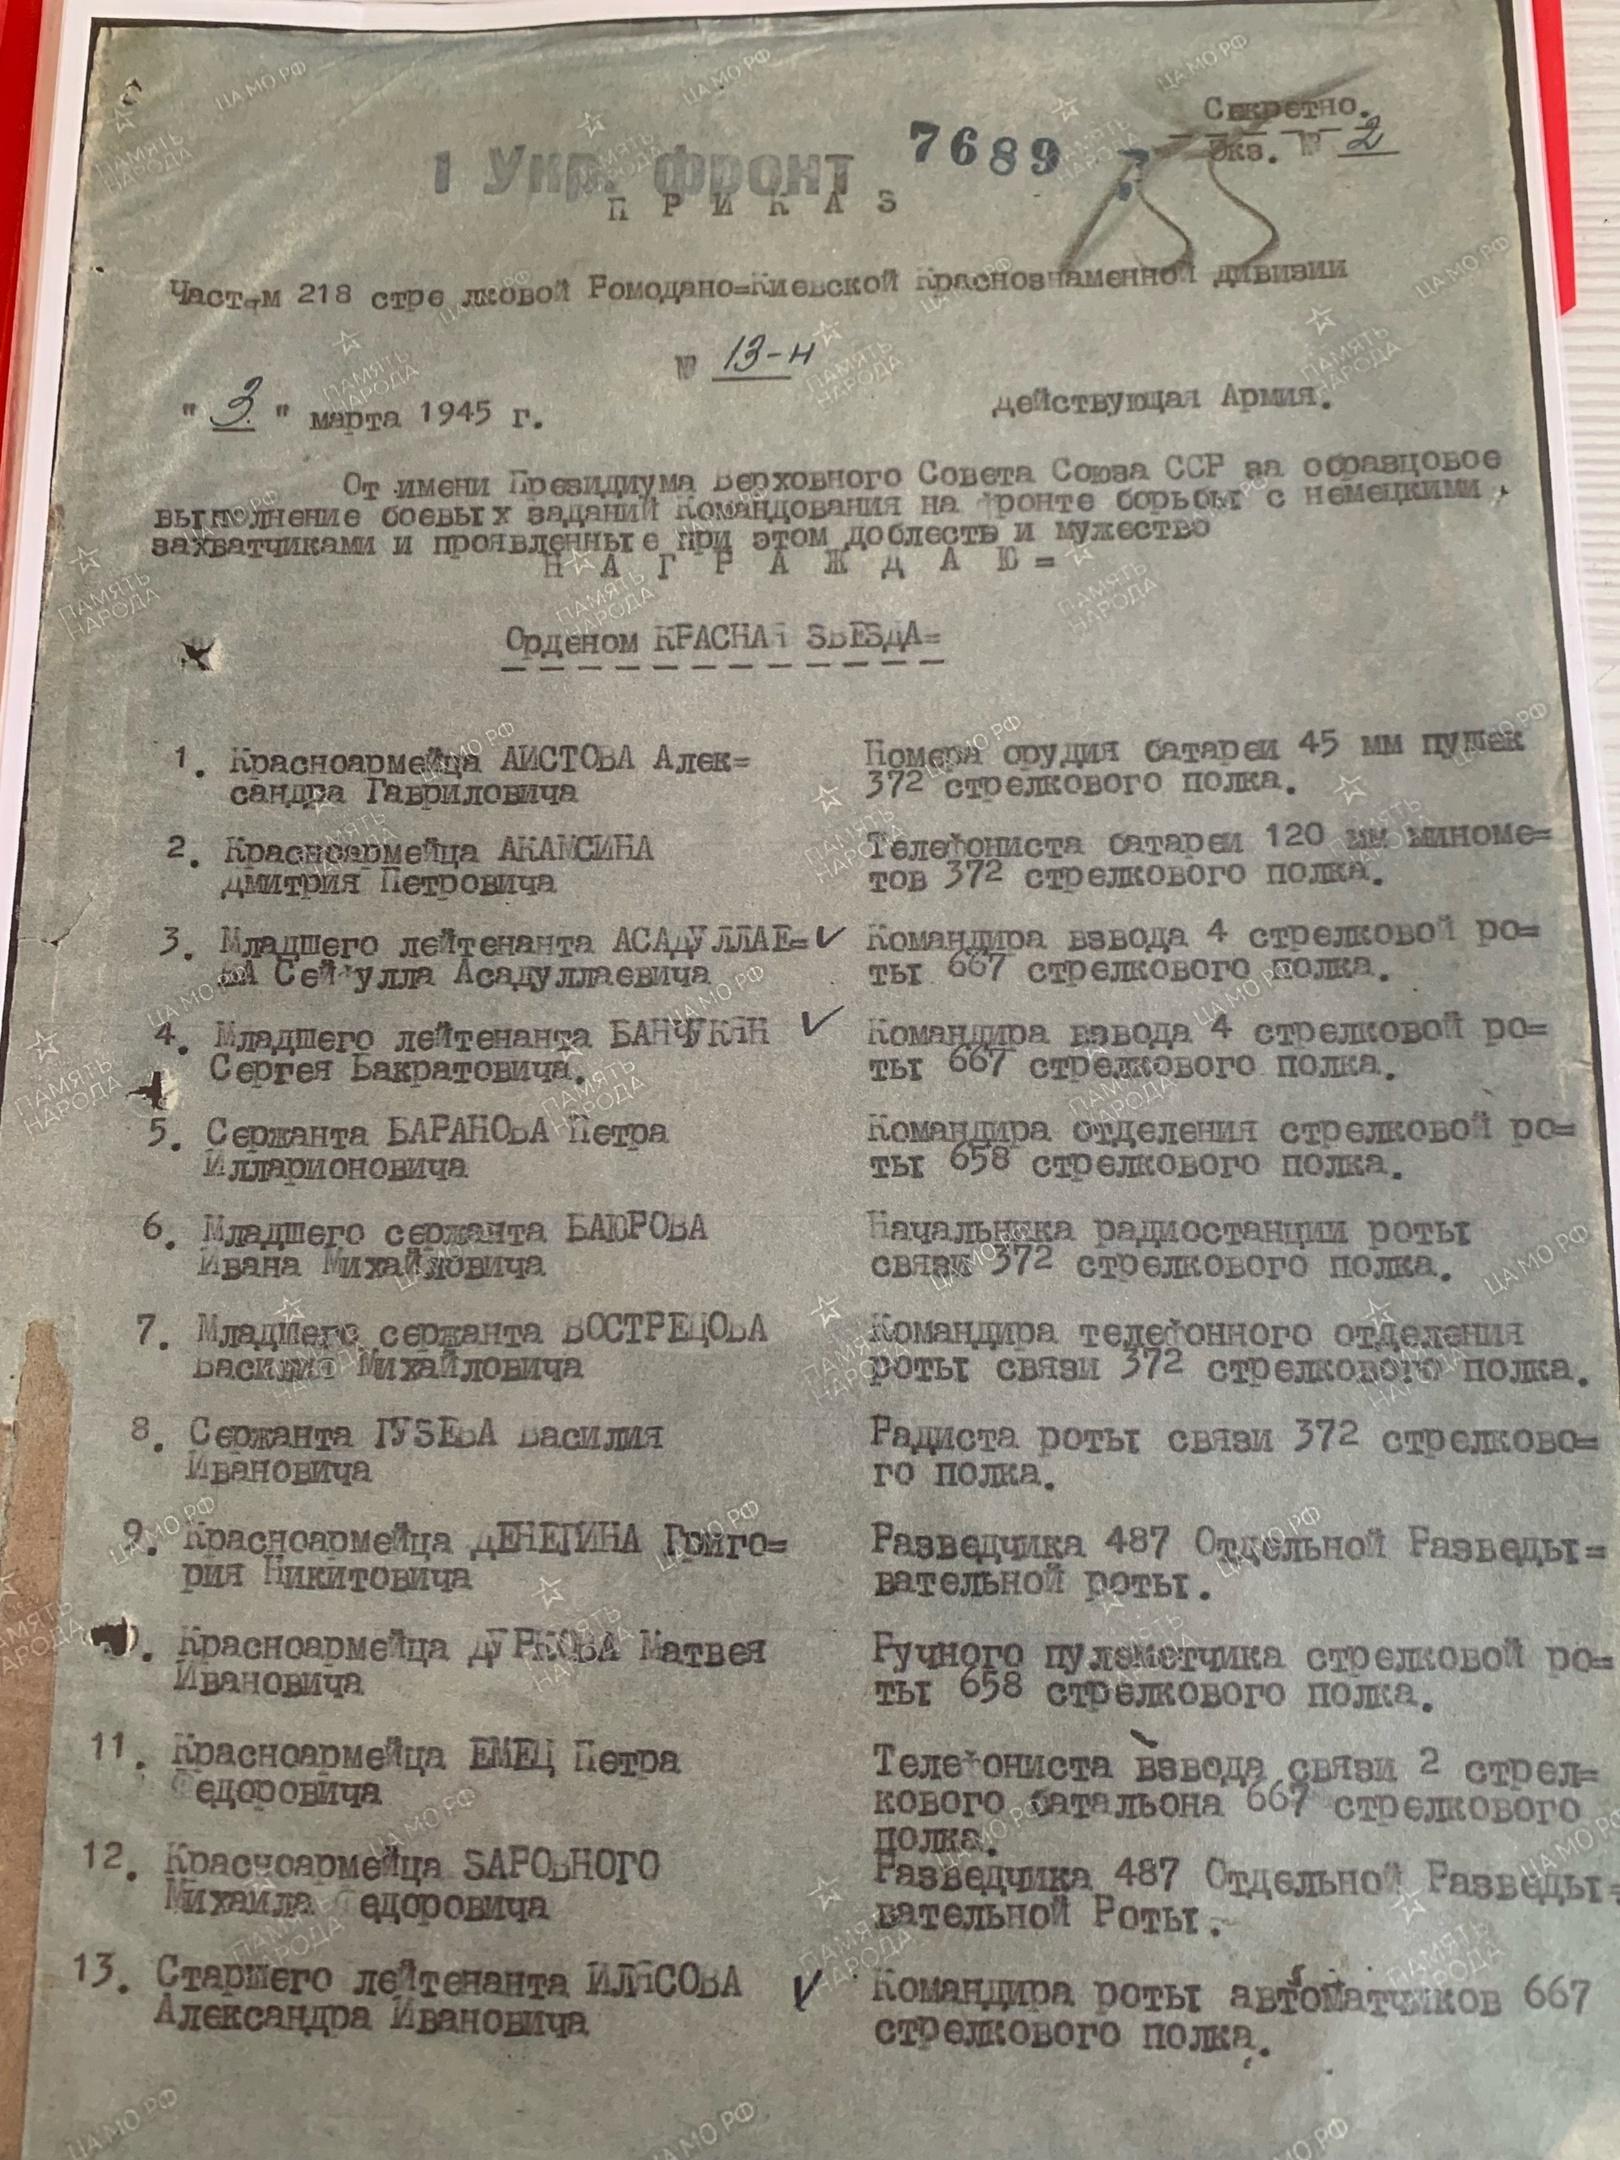 Секретно.
Экз. № 2
1 Укр. фронт 7689
П Р И К А З
Частям 218 стрелковой Ромодано=Киевской Краснознаменной дивизии
№ 13-н
" 3 " марта 1945 г. действующая Армия.
От имени Президиума Верховного Совета Союза ССР за образцовое
выполнение боевых заданий Командования на фронте борьбы с немецкими
захватчиками и проявленные при этом доблесть и мужество
Н А Г Р А Ж Д А Ю =
Орденом КРАСНАЯ ЗВЕЗДА=
1. Красноармейца АИСТОВА Алек= Номера орудия батареи 45 мм пушек
сандра Гавриловича 372 стрелкового полка.
2. Красноармейца АКАМСИНА Телефониста батареи 120 мм миноме=
Дмитрия Петровича тов 372 стрелкового полка.
3. Младшего лейтенанта АСАДУЛЛАЕ= Командира взвода 4 стрелковой ро=
ВА Сейфулла Асадуллаевича ты 667 стрелкового полка.
4. Младшего лейтенанта БАНЧУКЯН Командира взвода 4 стрелковой ро=
Сергея Бакратовича. ты 667 стрелкового полка.
5. Сержанта БАРАНОВА Петра Командира отделения стрелковой ро=
Илларионовича ты 658 стрелкового полка.
6. Младшего сержанта БАЮРОВА Начальника радиостанции роты
Ивана Михайловича связи 372 стрелкового полка.
7. Младшего сержанта ВОСТРЕЦОВА Командира телефонного отделения
Василия Михайловича роты связи 372 стрелкового полка.
8. Сержанта ГУЗЕВА Василия Радиста роты связи 372 стрелково=
Ивановича го полка.
9. Красноармейца ДЕНЕГИНА Григо= Разведчика 487 Отдельной Разведы=
рия Никитовича вательной роты.
. Красноармейца ДУРКОВА Матвея Ручного пулеметчика стрелковой ро=
Ивановича ты 658 стрелкового полка.
11. Красноармейца ЕМЕЦ Петра Телефониста взвода связи 2 стрел=
Федоровича кового батальона 667 стрелкового
полка.
12. Красноармейца ЗАРОВНОГО Разведчика 487 Отдельной Разведы=
Михаила Федоровича вательной Роты.
13. Старшего лейтенанта ИЛЯСОВА Командира роты автоматчиков 667
Александра Ивановича стрелкового полка.
ПАМЯТЬ
НАРОДА
ЦА МО РФ